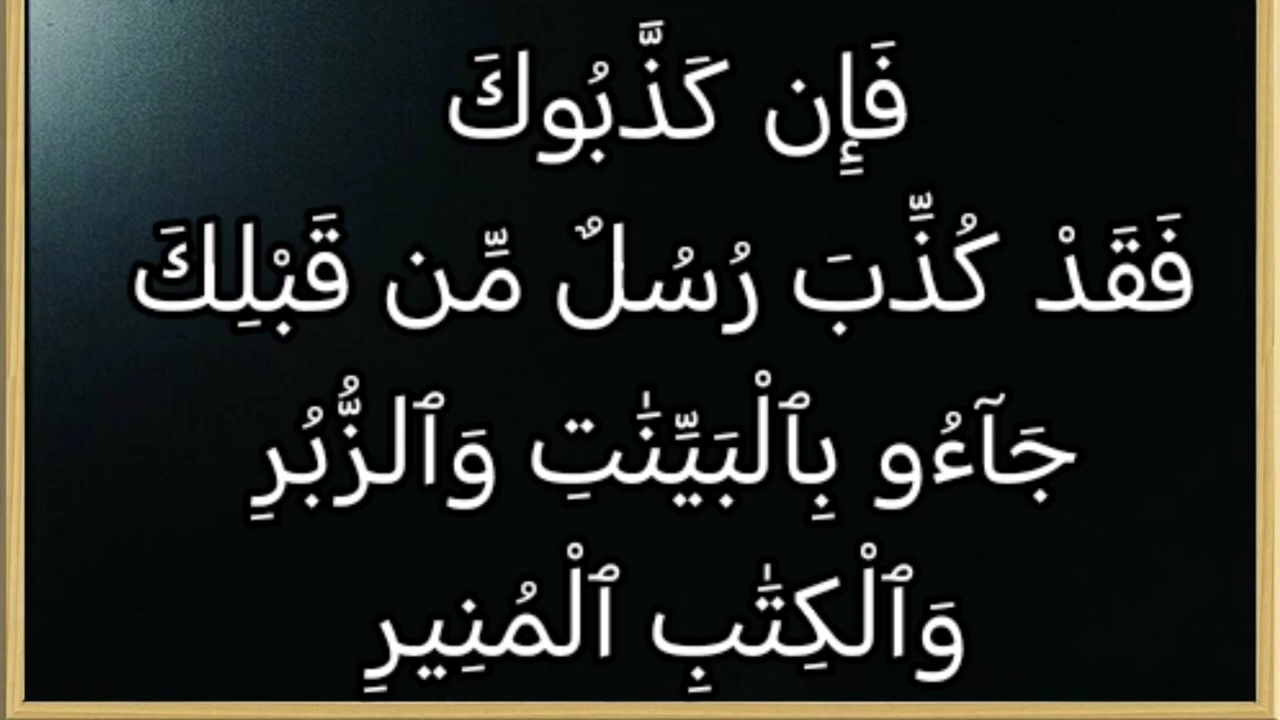 فَإِن كَذَّبُوكَ
فَقَدْ كُذِّبَ رُسُلٌ مِّن قَبْلِكَ
جَآءُو بِٱلْبَيِّنَٰتِ وَٱلزُّبُرِ
وَٱلْكِتَٰبِ ٱلْمُنِيرِ